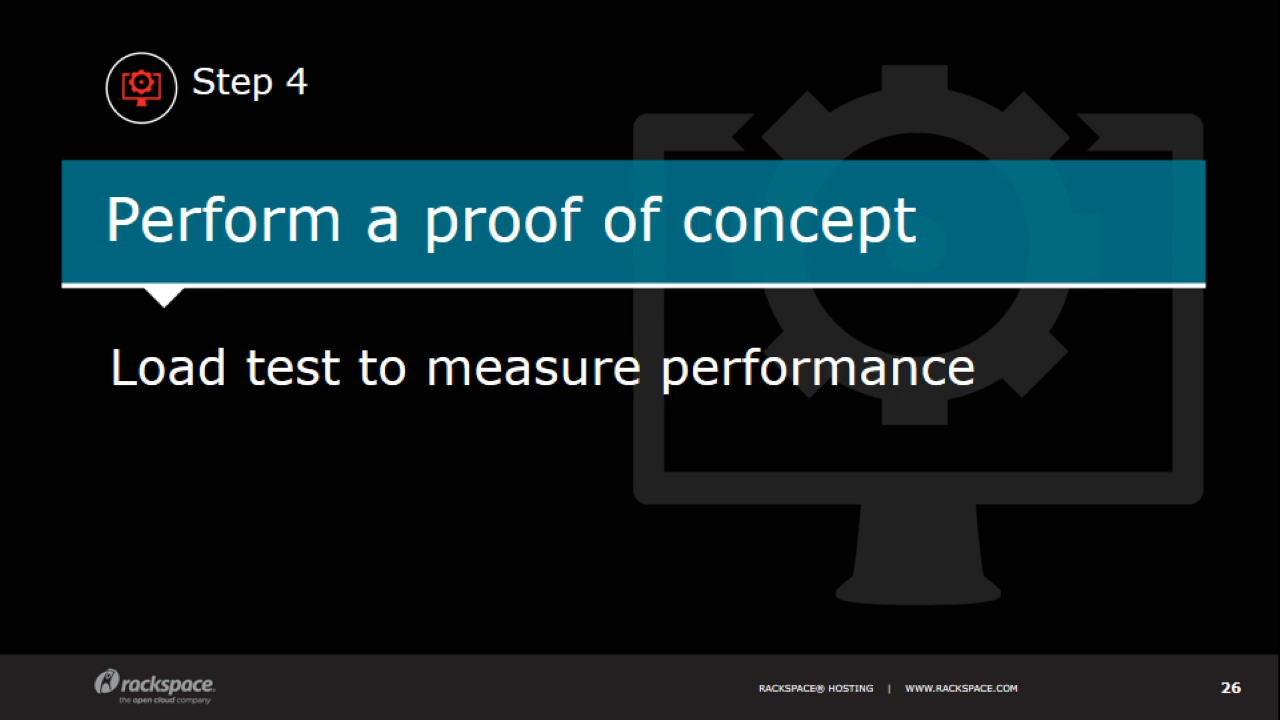 Step 4
Perform a proof of concept
Load test to measure performance
rackspace.
the open cloud company
RACKSPACE® HOSTING | WWW.RACKSPACE.COM
26